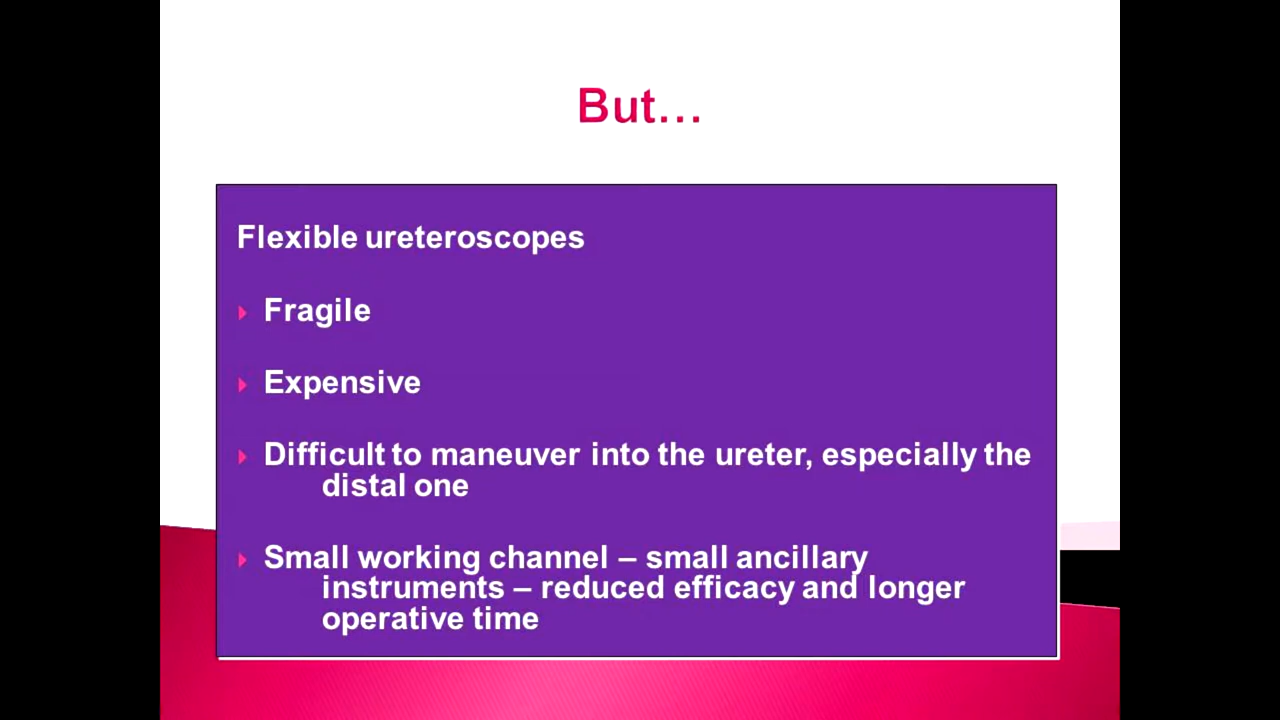 But…
Flexible ureteroscopes
Fragile
Expensive
Difficult to maneuver into the ureter, especially the
distal one
Small working channel – small ancillary
instruments – reduced efficacy and longer
operative time